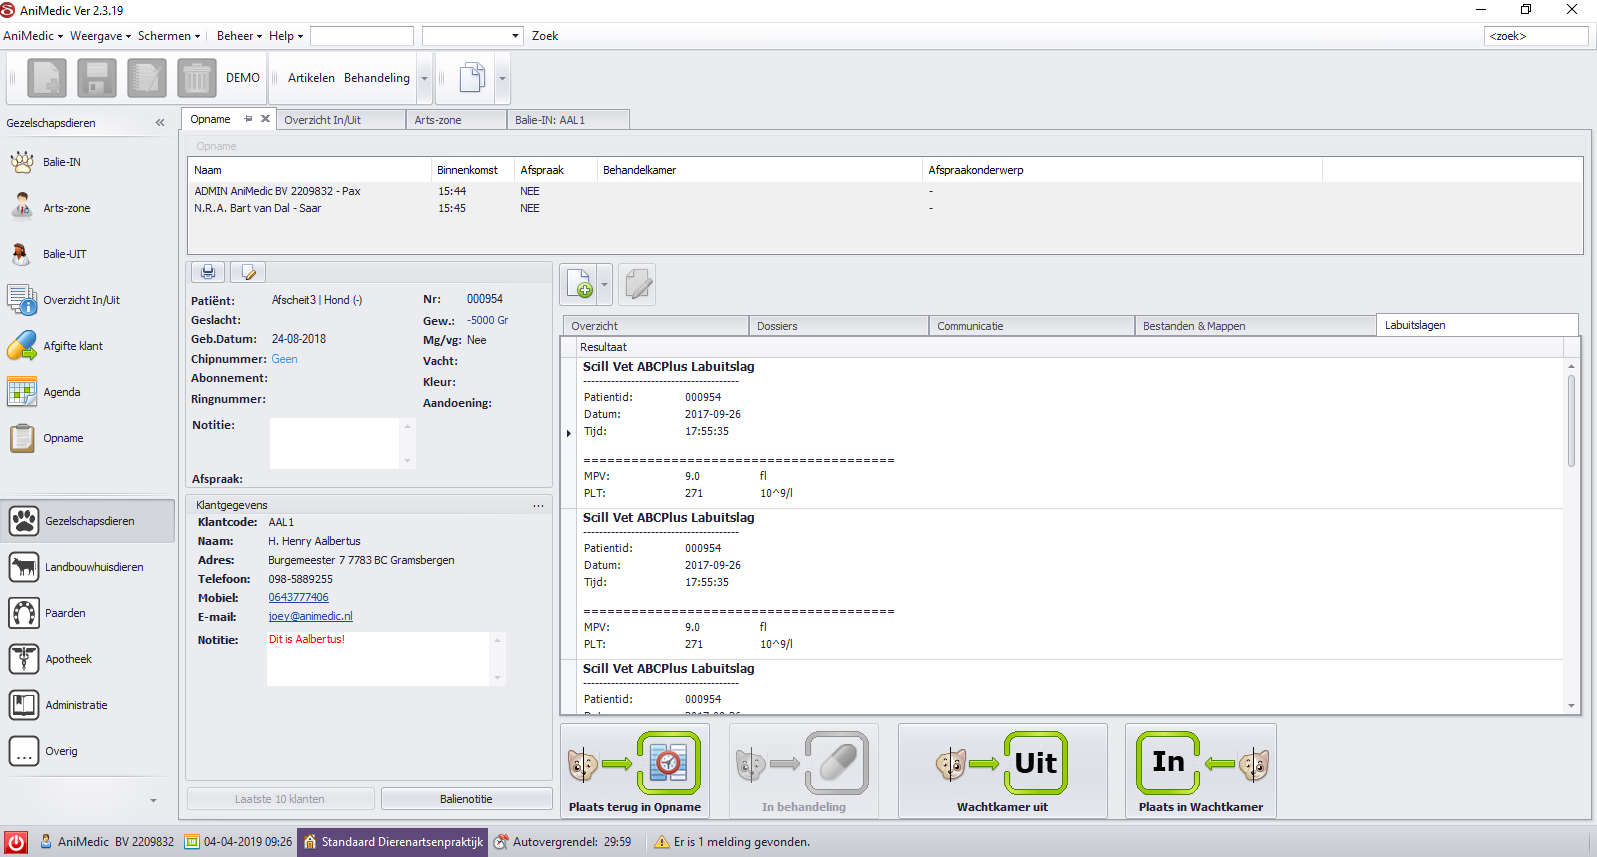 AniMedic Ver 2.3.19
AniMedic Weergave Schermen Beheer Help Zoek <zoek>
DEMO Artikelen Behandeling
Gezelschapsdieren «
Balie-IN
Arts-zone
Balie-UIT
Overzicht In/Uit
Afgifte klant
Agenda
Opname
Gezelschapsdieren
Landbouwhuisdieren
Paarden
Apotheek
Administratie
... Overig
Opname Overzicht In/Uit Arts-zone Balie-IN: AAL1
Opname
Naam Binnenkomst Afspraak Behandelkamer Afspraakonderwerp
ADMIN AniMedic BV 2209832 - Pax 15:44 NEE -
N.R.A. Bart van Dal - Saar 15:45 NEE -
Patiënt: Afscheit3 | Hond (-) Nr: 000954
Geslacht: Gew.: -5000 Gr
Geb.Datum: 24-08-2018 Mg/vg: Nee
Chipnummer: Geen Vacht:
Abonnement: Kleur:
Ringnummer: Aandoening:
Notitie:
Afspraak:
Klantgegevens ...
Klantcode: AAL1
Naam: H. Henry Aalbertus
Adres: Burgemeester 7 7783 BC Gramsbergen
Telefoon: 098-5889255
Mobiel: 0643777406
E-mail: joey@animedic.nl
Notitie: Dit is Aalbertus!
Laatste 10 klanten Balienotitie
Overzicht Dossiers Communicatie Bestanden & Mappen Labuitslagen
Resultaat
Scill Vet ABCPlus Labuitslag
---------------------------------------
Patientid: 000954
Datum: 2017-09-26
Tijd: 17:55:35
=======================================
MPV: 9.0 fl
PLT: 271 10^9/l
Scill Vet ABCPlus Labuitslag
---------------------------------------
Patientid: 000954
Datum: 2017-09-26
Tijd: 17:55:35
=======================================
MPV: 9.0 fl
PLT: 271 10^9/l
Scill Vet ABCPlus Labuitslag
---------------------------------------
Patientid: 000954
Datum: 2017-09-26
Uit In
Plaats terug in Opname In behandeling Wachtkamer uit Plaats in Wachtkamer
AniMedic BV 2209832 10 04-04-2019 09:26 Standaard Dierenartsenpraktijk Autovergrendel: 29:59 Er is 1 melding gevonden.